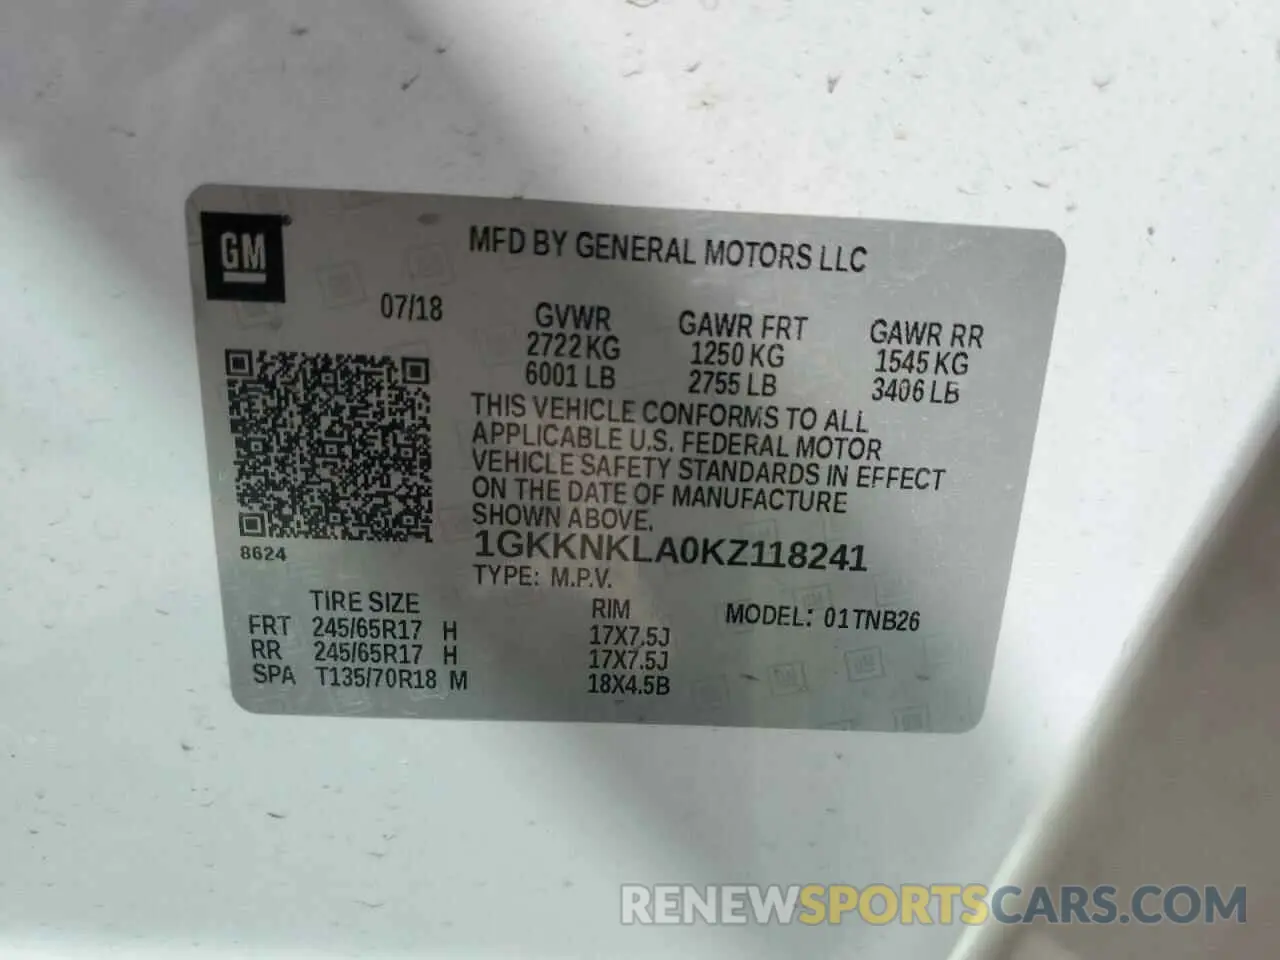 GM
MFD BY GENERAL MOTORS LLC
07/18 GVWR GAWR FRT GAWR RR
2722 KG 1250 KG 1545 KG
6001 LB 2755 LB 3406 LB
THIS VEHICLE CONFORMS TO ALL
APPLICABLE U.S. FEDERAL MOTOR
VEHICLE SAFETY STANDARDS IN EFFECT
ON THE DATE OF MANUFACTURE
SHOWN ABOVE.
8624
1GKKNKLA0KZ118241
TYPE: M.P.V.
TIRE SIZE RIM MODEL: 01TNB26
FRT 245/65R17 H 17X7.5J
RR 245/65R17 H 17X7.5J
SPA T135/70R18 M 18X4.5B
RENEWSPORTSCARS.COM